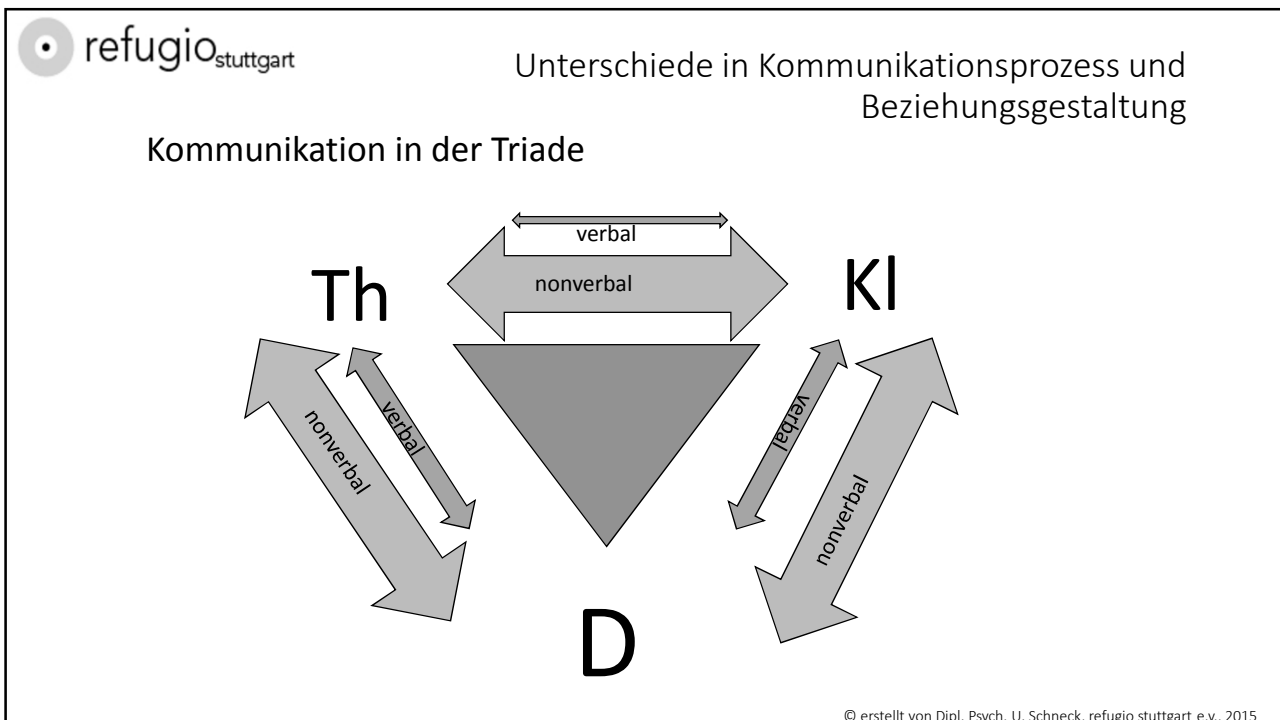 refugio stuttgart
Unterschiede in Kommunikationsprozess und
Beziehungsgestaltung
Kommunikation in der Triade
verbal
nonverbal
Th
Kl
verbal
nonverbal
verbal
nonverbal
D
© erstellt von Dipl. Psych. U. Schneck, refugio stuttgart e.v., 2015